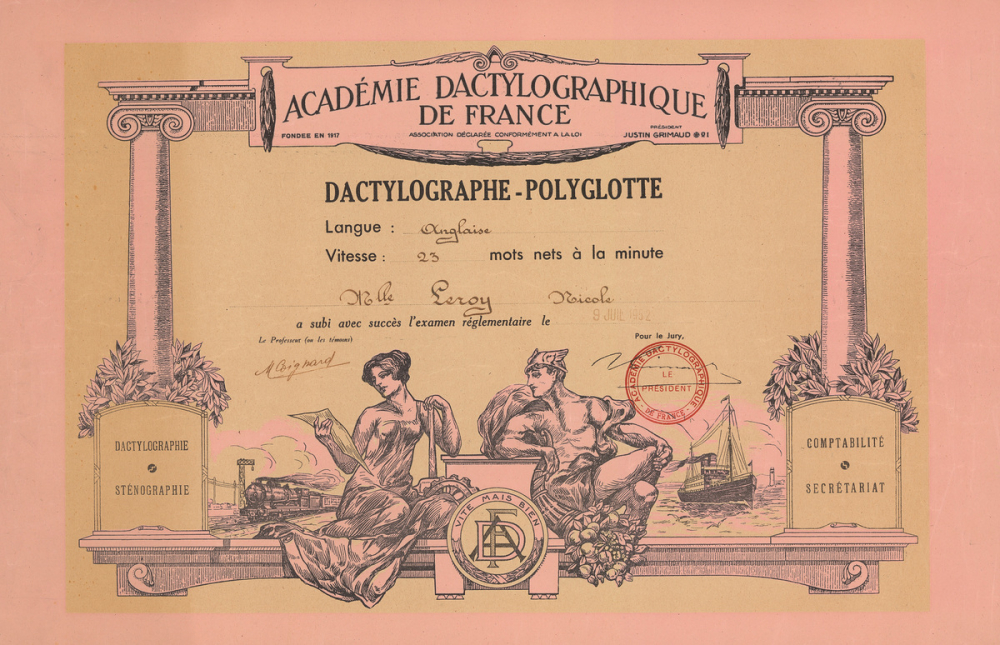 ACADÉMIE DACTYLOGRAPHIQUE
DE FRANCE
FONDEE EN 1917
ASSOCIATION DÉCLARÉE CONFORMÉMENT A LA LOI
PRÉSIDENT
JUSTIN GRIMAUD
DACTYLOGRAPHE-POLYGLOTTE
Langue : Anglaise
Vitesse : 23 mots nets à la minute
Mlle Leroy Nicole
a subi avec succès l'examen réglementaire le 9 JUIL 1952
Le Professeur (ou les témoins)
Pour le Jury,
M Coignard
ACADÉMIE DACTYLOGRAPHIQUE
LE
PRÉSIDENT
DE FRANCE
DACTYLOGRAPHIE
STÉNOGRAPHIE
COMPTABILITÉ
SECRÉTARIAT
VITE MAIS BIEN